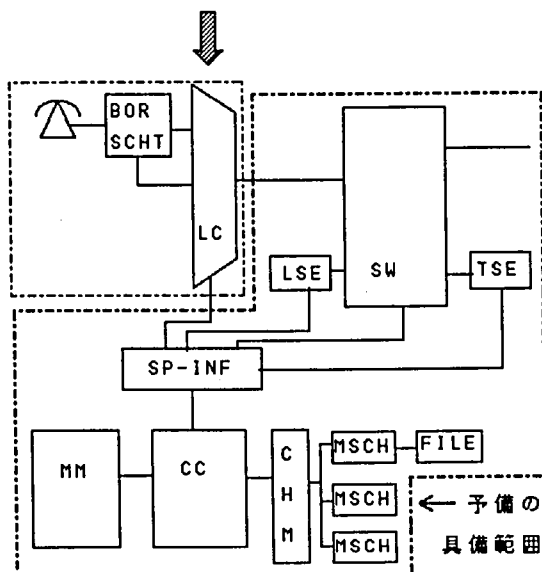 BOR
SCHT
LC
LSE
SW
TSE
SP-INF
MM
CC
C
H
M
MSCH
FILE
MSCH
MSCH
← 予備の
具備範囲